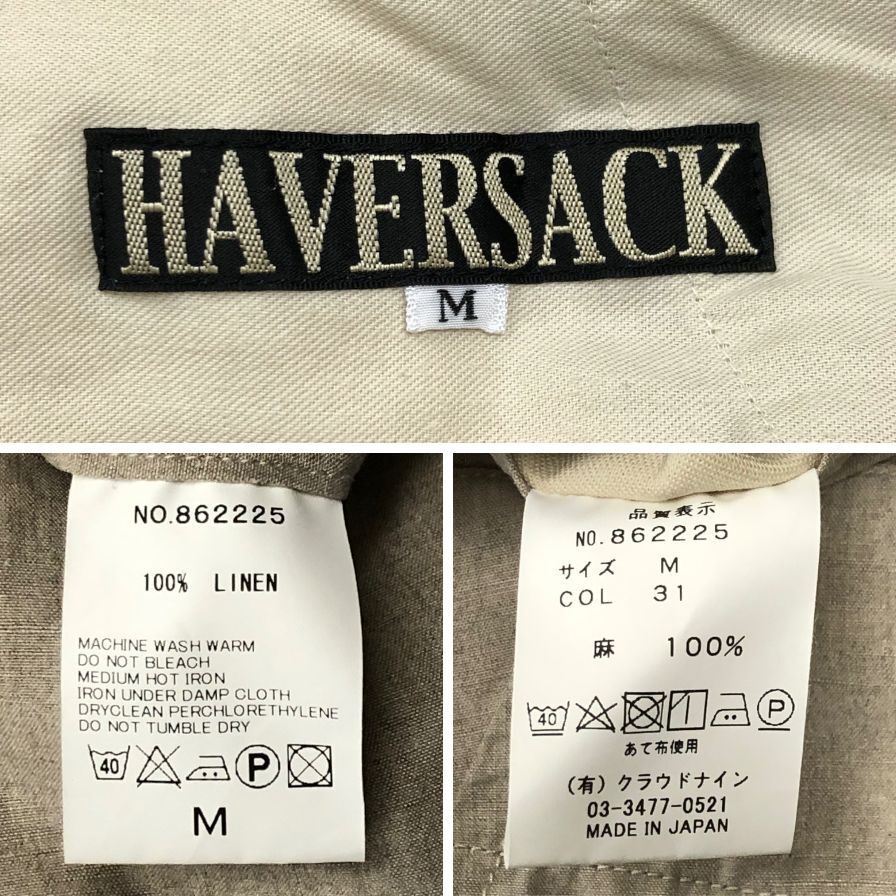 HAVERSACK
M
NO.862225
100% LINEN
MACHINE WASH WARM
DO NOT BLEACH
MEDIUM HOT IRON
IRON UNDER DAMP CLOTH
DRYCLEAN PERCHLORETHYLENE
DO NOT TUMBLE DRY
40 P
M
品質表示
NO.862225
サイズ M
COL 31
麻 100%
40 P
あて布使用
(有) クラウドナイン
03-3477-0521
MADE IN JAPAN